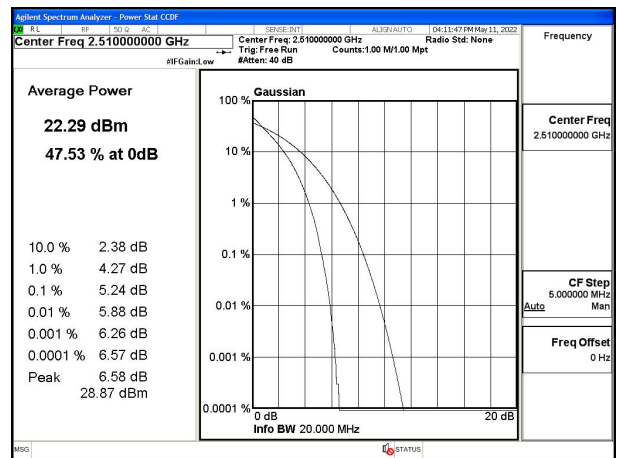 Agilent Spectrum Analyzer - Power Stat CCDF
RL RF 50 Ω AC SENSE:INT ALIGN AUTO 04:11:47 PM May 11, 2022
Center Freq 2.510000000 GHz
Center Freq: 2.510000000 GHz Radio Std: None
Trig: Free Run Counts:1.00 M/1.00 Mpt
#IFGain:Low #Atten: 40 dB
Frequency
Average Power
22.29 dBm
47.53 % at 0dB
10.0 % 2.38 dB
1.0 % 4.27 dB
0.1 % 5.24 dB
0.01 % 5.88 dB
0.001 % 6.26 dB
0.0001 % 6.57 dB
Peak 6.58 dB
28.87 dBm
Gaussian
100 %
10 %
1 %
0.1 %
0.01 %
0.001 %
0.0001 %
0 dB 20 dB
Info BW 20.000 MHz
Center Freq
2.510000000 GHz
CF Step
5.000000 MHz
Auto Man
Freq Offset
0 Hz
MSG STATUS